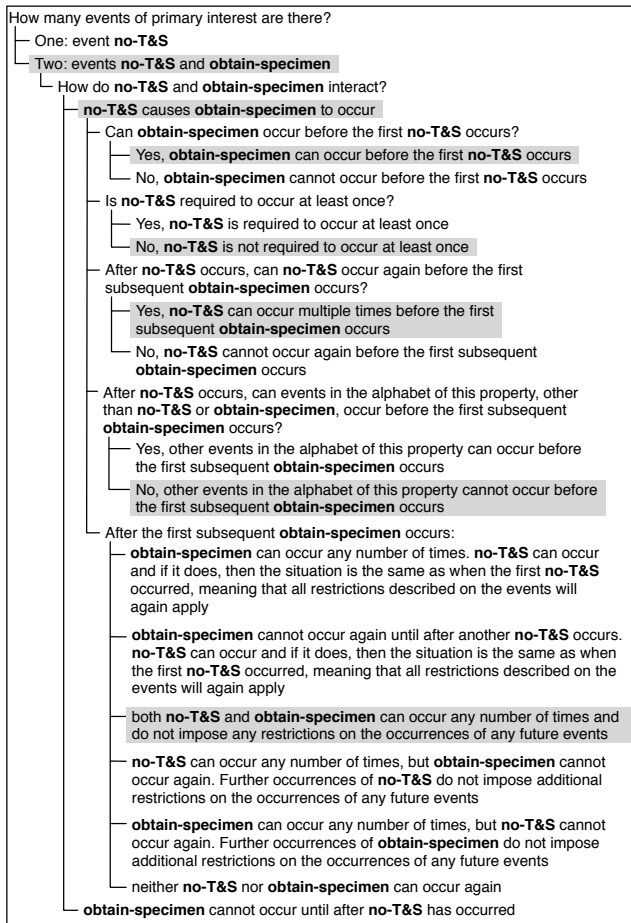 How many events of primary interest are there?
One: event no-T&S
Two: events no-T&S and obtain-specimen
How do no-T&S and obtain-specimen interact?
no-T&S causes obtain-specimen to occur
Can obtain-specimen occur before the first no-T&S occurs?
Yes, obtain-specimen can occur before the first no-T&S occurs
No, obtain-specimen cannot occur before the first no-T&S occurs
Is no-T&S required to occur at least once?
Yes, no-T&S is required to occur at least once
No, no-T&S is not required to occur at least once
After no-T&S occurs, can no-T&S occur again before the first
subsequent obtain-specimen occurs?
Yes, no-T&S can occur multiple times before the first
subsequent obtain-specimen occurs
No, no-T&S cannot occur again before the first subsequent
obtain-specimen occurs
After no-T&S occurs, can events in the alphabet of this property, other
than no-T&S or obtain-specimen, occur before the first subsequent
obtain-specimen occurs?
Yes, other events in the alphabet of this property can occur before
the first subsequent obtain-specimen occurs
No, other events in the alphabet of this property cannot occur before
the first subsequent obtain-specimen occurs
After the first subsequent obtain-specimen occurs:
obtain-specimen can occur any number of times. no-T&S can occur
and if it does, then the situation is the same as when the first no-T&S
occurred, meaning that all restrictions described on the events will
again apply
obtain-specimen cannot occur again until after another no-T&S occurs.
no-T&S can occur and if it does, then the situation is the same as when
the first no-T&S occurred, meaning that all restrictions described on the
events will again apply
both no-T&S and obtain-specimen can occur any number of times and
do not impose any restrictions on the occurrences of any future events
no-T&S can occur any number of times, but obtain-specimen cannot
occur again. Further occurrences of no-T&S do not impose additional
restrictions on the occurrences of any future events
obtain-specimen can occur any number of times, but no-T&S cannot
occur again. Further occurrences of obtain-specimen do not impose
additional restrictions on the occurrences of any future events
neither no-T&S nor obtain-specimen can occur again
obtain-specimen cannot occur until after no-T&S has occurred